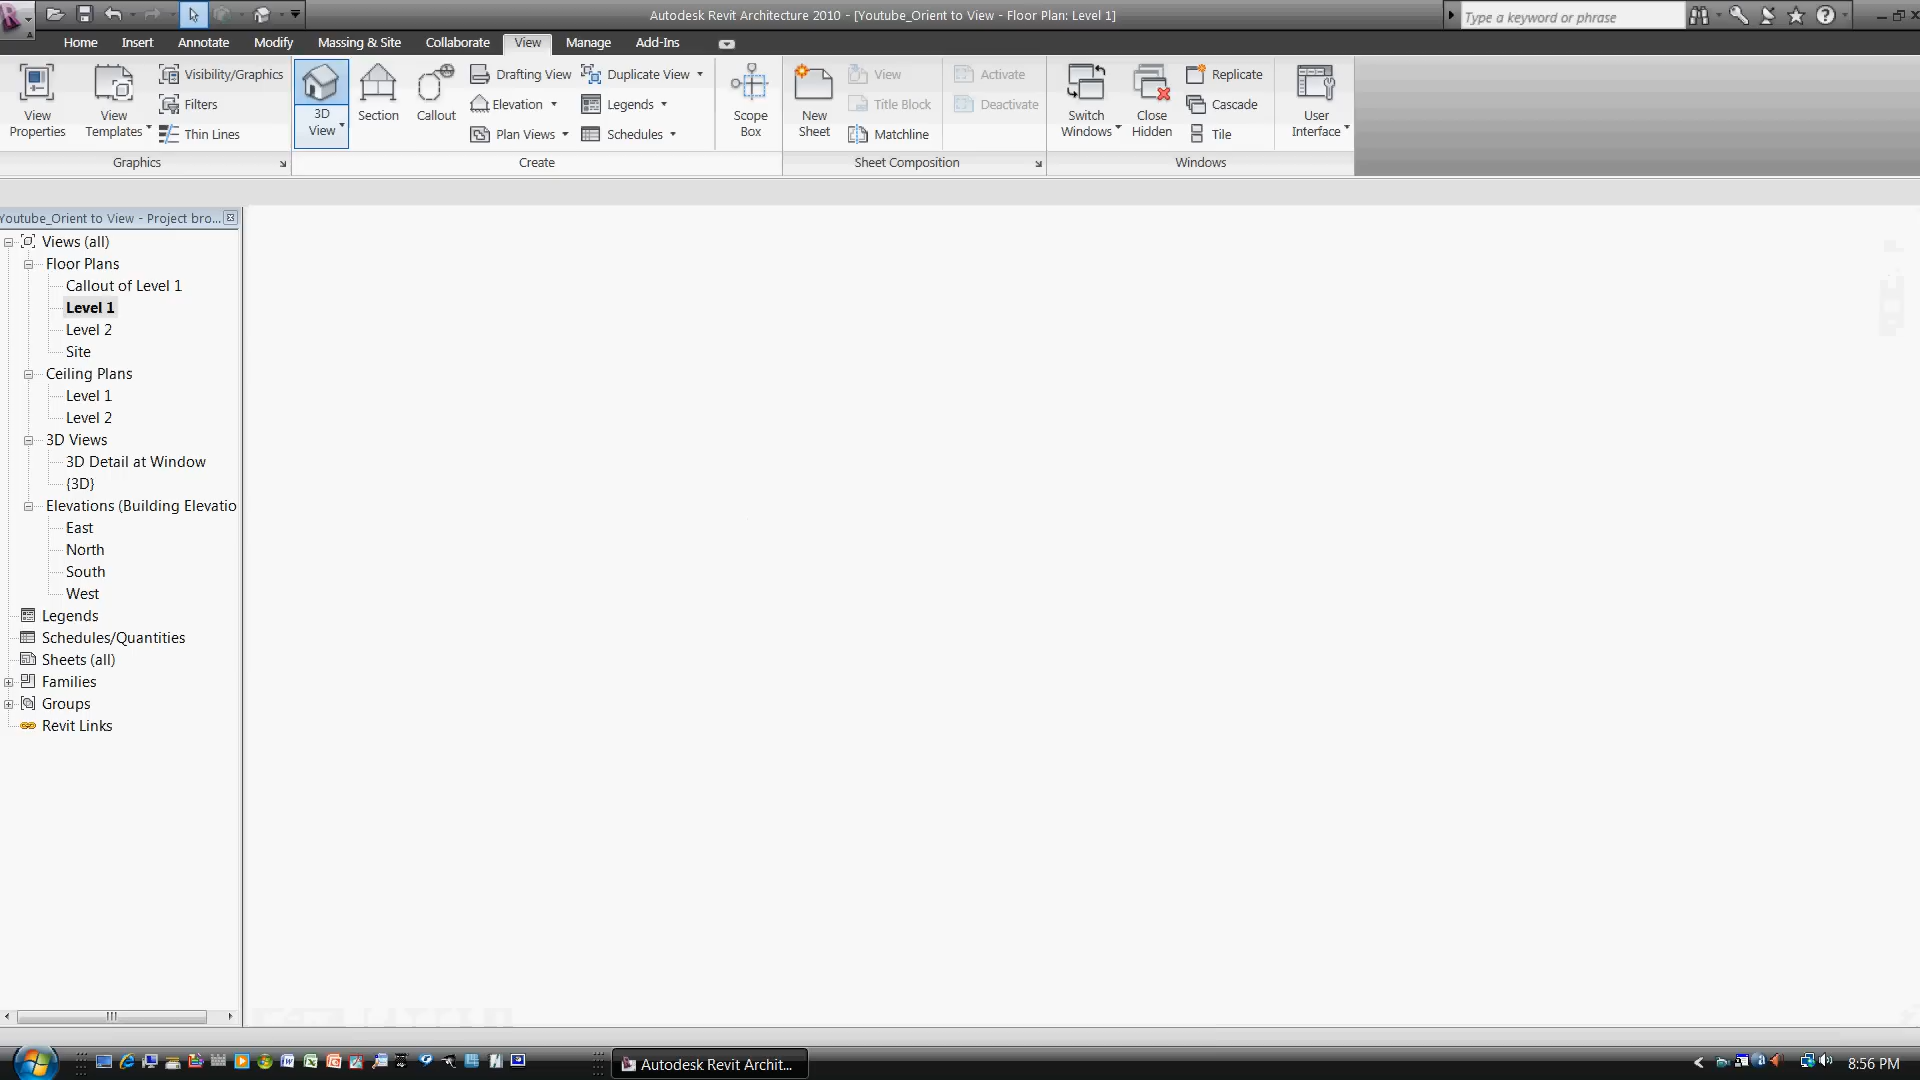 Autodesk Revit Architecture 2010 - [Youtube_Orient to View - Floor Plan: Level 1]
Type a keyword or phrase
Home Insert Annotate Modify Massing & Site Collaborate View Manage Add-Ins
View Properties
View Templates
Visibility/Graphics
Filters
Thin Lines
Graphics
3D View
Section
Callout
Drafting View
Elevation
Plan Views
Duplicate View
Legends
Schedules
Scope Box
Create
New Sheet
View
Title Block
Matchline
Activate
Deactivate
Sheet Composition
Switch Windows
Close Hidden
Replicate
Cascade
Tile
User Interface
Windows
Youtube_Orient to View - Project bro...
Views (all)
Floor Plans
Callout of Level 1
Level 1
Level 2
Site
Ceiling Plans
Level 1
Level 2
3D Views
3D Detail at Window
{3D}
Elevations (Building Elevatio
East
North
South
West
Legends
Schedules/Quantities
Sheets (all)
Families
Groups
Revit Links
Autodesk Revit Archit...
8:56 PM